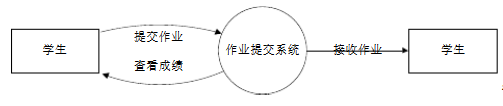 学生
提交作业
查看成绩
作业提交系统
接收作业
学生